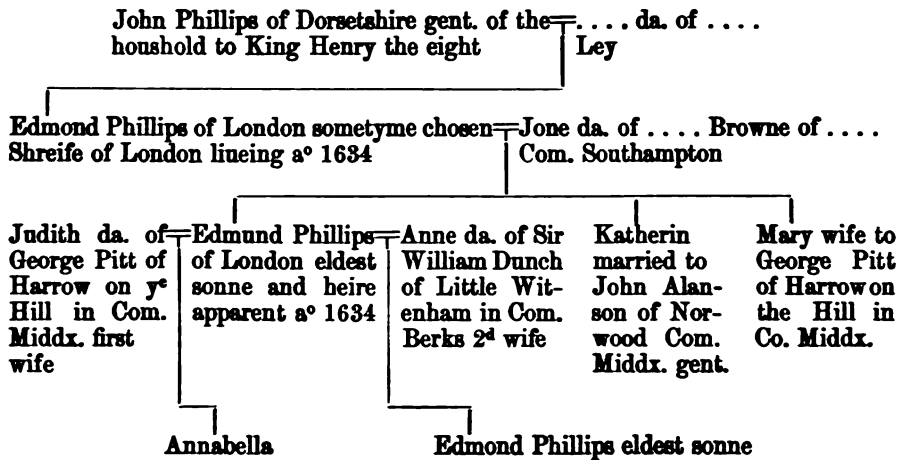 John Phillips of Dorsetshire gent. of the
houshold to King Henry the eight
. . . . da. of . . . .
Ley
Edmond Phillips of London sometyme chosen
Shreife of London liueing aº 1634
Jone da. of . . . . Browne of . . . .
Com. Southampton
Judith da. of
George Pitt of
Harrow on yᵉ
Hill in Com.
Middx. first
wife
Edmund Phillips
of London eldest
sonne and heire
apparent aº 1634
Anne da. of Sir
William Dunch
of Little Wit-
enham in Com.
Berks 2ᵈ wife
Katherin
married to
John Alan-
son of Nor-
wood Com.
Middx. gent.
Mary wife to
George Pitt
of Harrow on
the Hill in
Co. Middx.
Annabella
Edmond Phillips eldest sonne